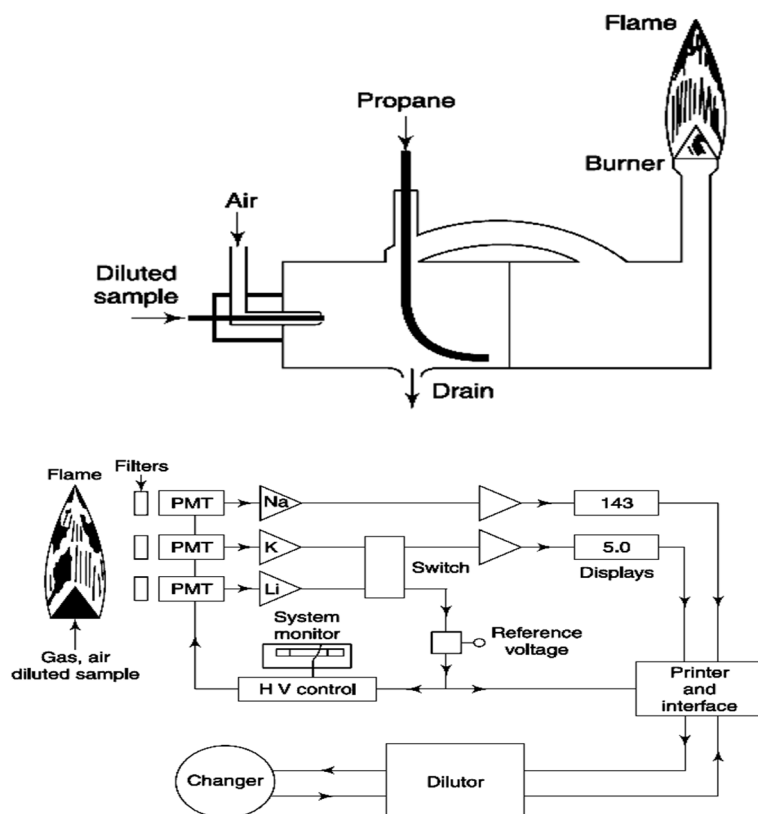 Flame
Propane
Burner
Air
Diluted
sample
Drain
Flame
Filters
PMT
Na
143
PMT
K
5.0
Switch
Displays
PMT
Li
System
monitor
Reference
voltage
Gas, air
diluted sample
H V control
Printer
and
interface
Changer
Dilutor